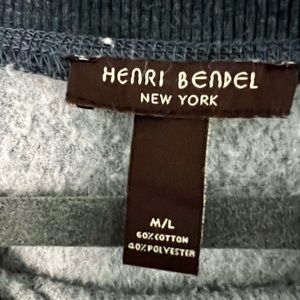 HENRI BENDEL
NEW YORK
M/L
60% COTTON
40% POLYESTER